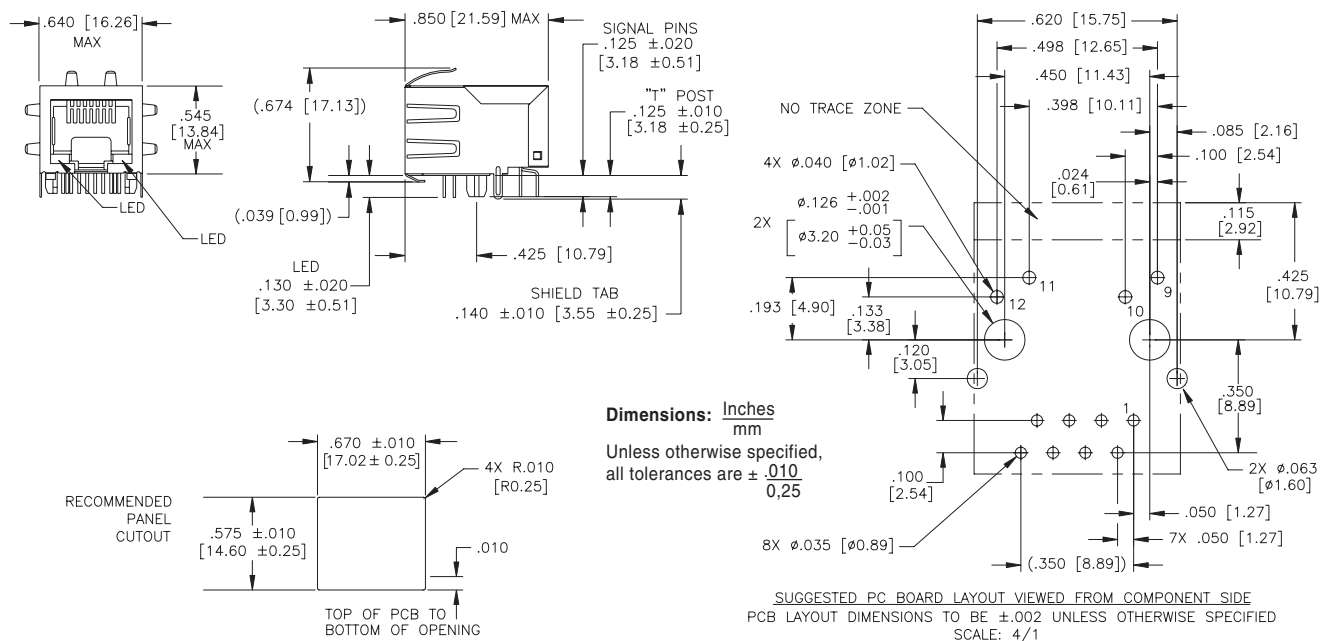 .640 [16.26]
MAX
.545
[13.84]
MAX
LED
LED
.850 [21.59] MAX
SIGNAL PINS
.125 ±.020
[3.18 ±0.51]
(.674 [17.13])
"T" POST
.125 ±.010
[3.18 ±0.25]
(.039 [0.99])
.425 [10.79]
LED
.130 ±.020
[3.30 ±0.51]
SHIELD TAB
.140 ±.010 [3.55 ±0.25]
.620 [15.75]
.498 [12.65]
.450 [11.43]
NO TRACE ZONE
.398 [10.11]
.085 [2.16]
4X ø.040 [ø1.02]
.100 [2.54]
.024
[0.61]
ø.126 +.002
-.001
2X
[ø3.20 +0.05
-0.03]
.115
[2.92]
.425
[10.79]
11
9
12
10
.193 [4.90]
.133
[3.38]
.120
[3.05]
.350
[8.89]
1
.100
[2.54]
2X ø.063
[ø1.60]
.050 [1.27]
8X ø.035 [ø0.89]
7X .050 [1.27]
(.350 [8.89])
Dimensions: Inches
mm
Unless otherwise specified,
all tolerances are ± .010
0,25
.670 ±.010
[17.02± 0.25]
4X R.010
[R0.25]
RECOMMENDED
PANEL
CUTOUT
.575 ±.010
[14.60 ±0.25]
.010
TOP OF PCB TO
BOTTOM OF OPENING
SUGGESTED PC BOARD LAYOUT VIEWED FROM COMPONENT SIDE
PCB LAYOUT DIMENSIONS TO BE ±.002 UNLESS OTHERWISE SPECIFIED
SCALE: 4/1